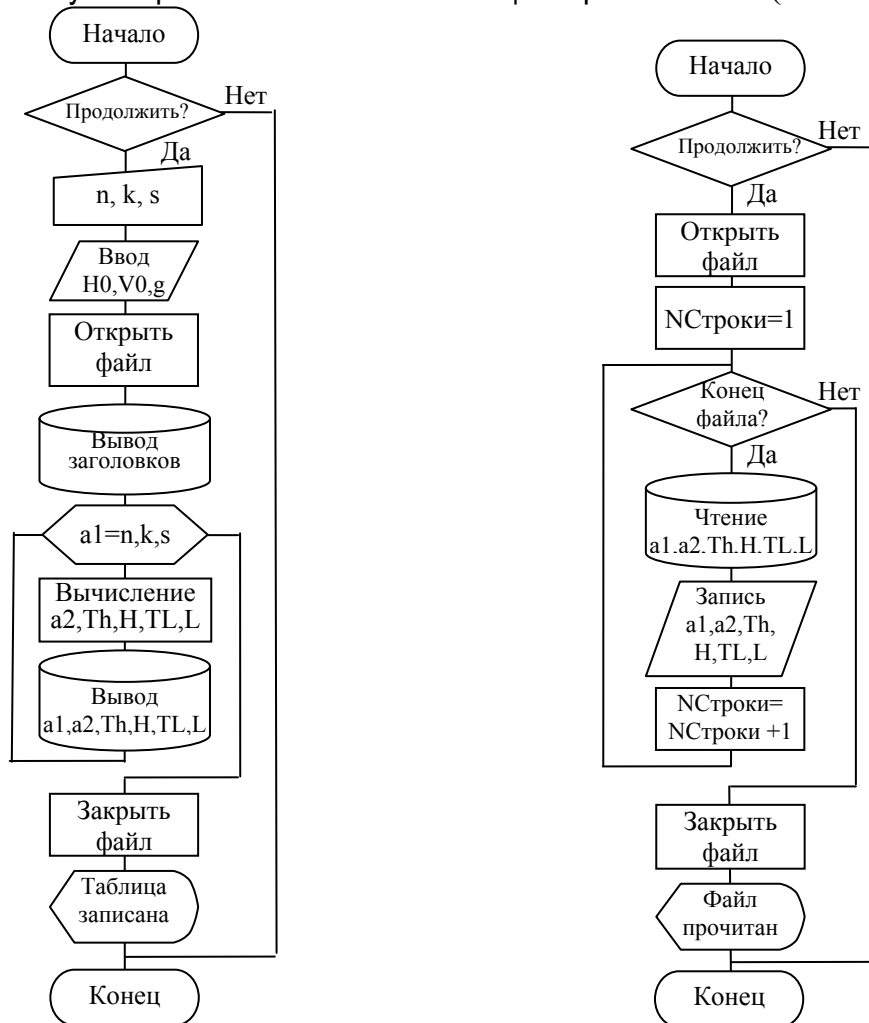 Начало
Продолжить?
Нет
Да
n, k, s
Ввод
H0,V0,g
Открыть
файл
Вывод
заголовков
a1=n,k,s
Вычисление
a2,Th,H,TL,L
Вывод
a1,a2,Th,H,TL,L
Закрыть
файл
Таблица
записана
Конец
Начало
Продолжить?
Нет
Да
Открыть
файл
NСтроки=1
Конец
файла?
Нет
Да
Чтение
a1,a2,Th,H,TL,L
Запись
a1,a2,Th,
H,TL,L
NСтроки=
NСтроки +1
Закрыть
файл
Файл
прочитан
Конец